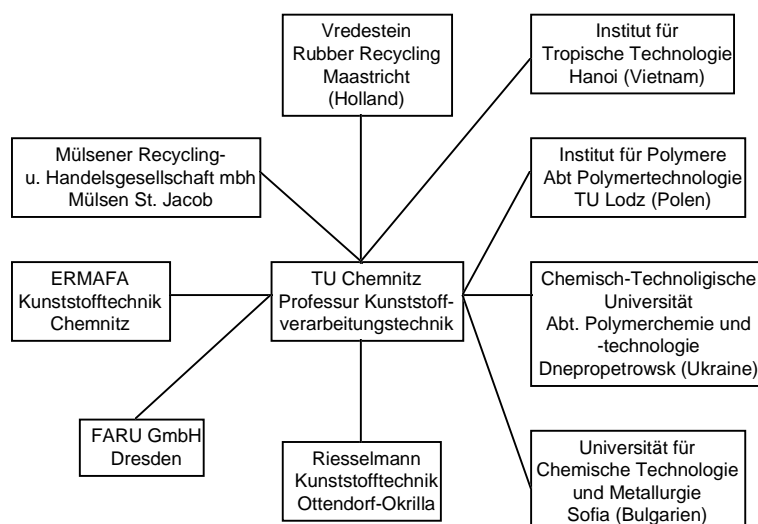 Vredestein
Rubber Recycling
Maastricht
(Holland)
Institut für
Tropische Technologie
Hanoi (Vietnam)
Mülsener Recycling-
u. Handelsgesellschaft mbh
Mülsen St. Jacob
Institut für Polymere
Abt Polymertechnologie
TU Lodz (Polen)
ERMAFA
Kunststofftechnik
Chemnitz
TU Chemnitz
Professur Kunststoff-
verarbeitungstechnik
Chemisch-Technoligische
Universität
Abt. Polymerchemie und
-technologie
Dnepropetrowsk (Ukraine)
FARU GmbH
Dresden
Riesselmann
Kunststofftechnik
Ottendorf-Okrilla
Universität für
Chemische Technologie
und Metallurgie
Sofia (Bulgarien)